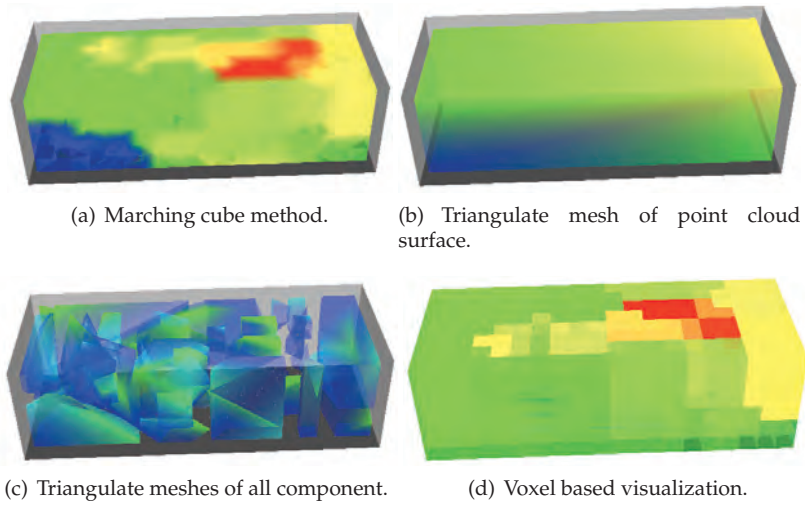 (a) Marching cube method.
(b) Triangulate mesh of point cloud
surface.
(c) Triangulate meshes of all component.
(d) Voxel based visualization.